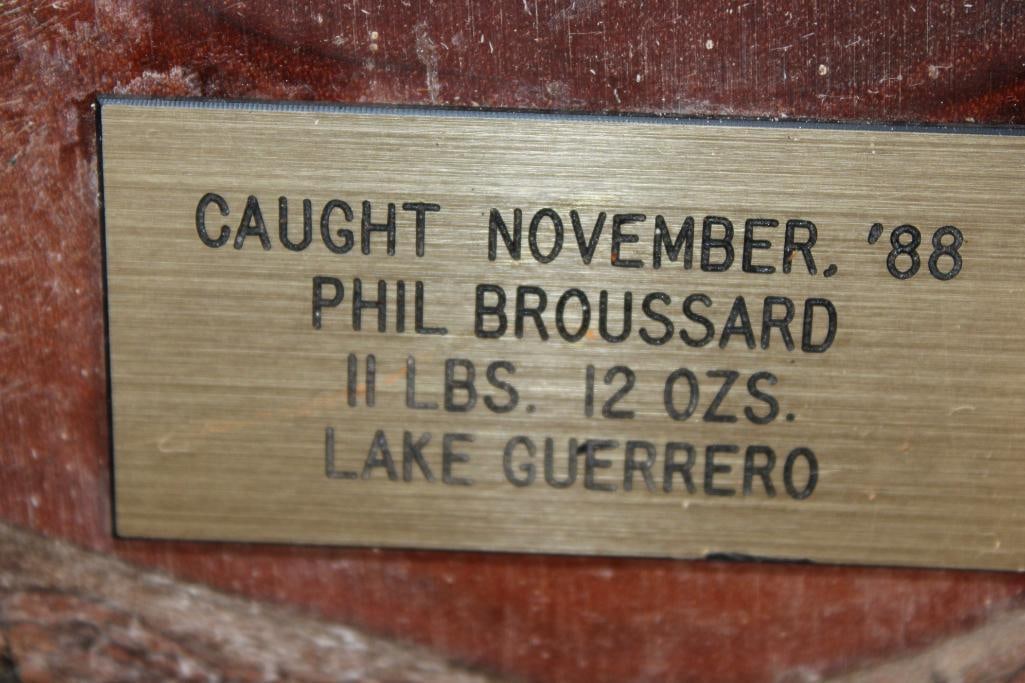 CAUGHT NOVEMBER, '88
PHIL BROUSSARD
11 LBS. 12 OZS.
LAKE GUERRERO